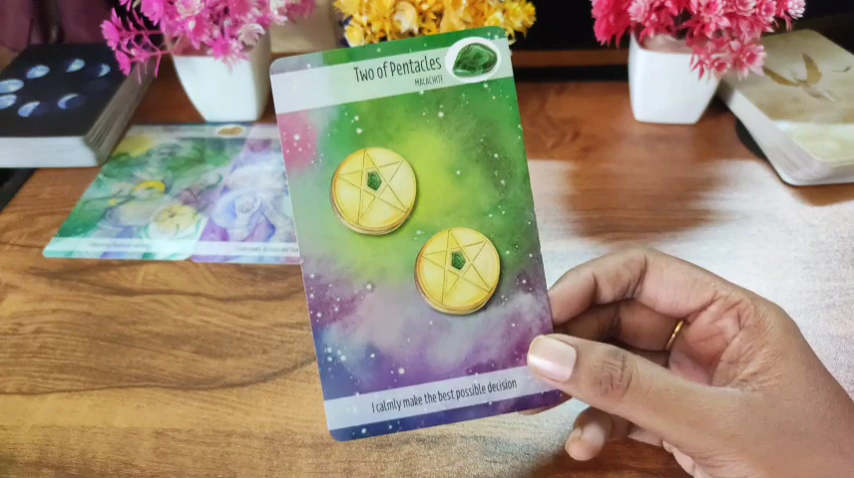 Two of Pentacles
MALACHITE
I calmly make the best possible decision